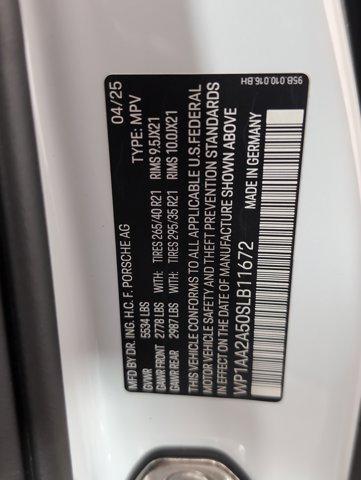 MFD BY DR. ING. H.C. F. PORSCHE AG 04/25
GVWR 5534 LBS TYPE: MPV
GAWR FRONT 2778 LBS TIRES 265/40 R21 RIMS 9.5JX21
GAWR REAR 2987 LBS TIRES 295/35 R21 RIMS 10.0JX21
THIS VEHICLE CONFORMS TO ALL APPLICABLE U.S. FEDERAL
MOTOR VEHICLE SAFETY AND THEFT PREVENTION STANDARDS
IN EFFECT ON THE DATE OF MANUFACTURE SHOWN ABOVE
WP1AA2A50SLB11672 MADE IN GERMANY
95B.010.016.BH